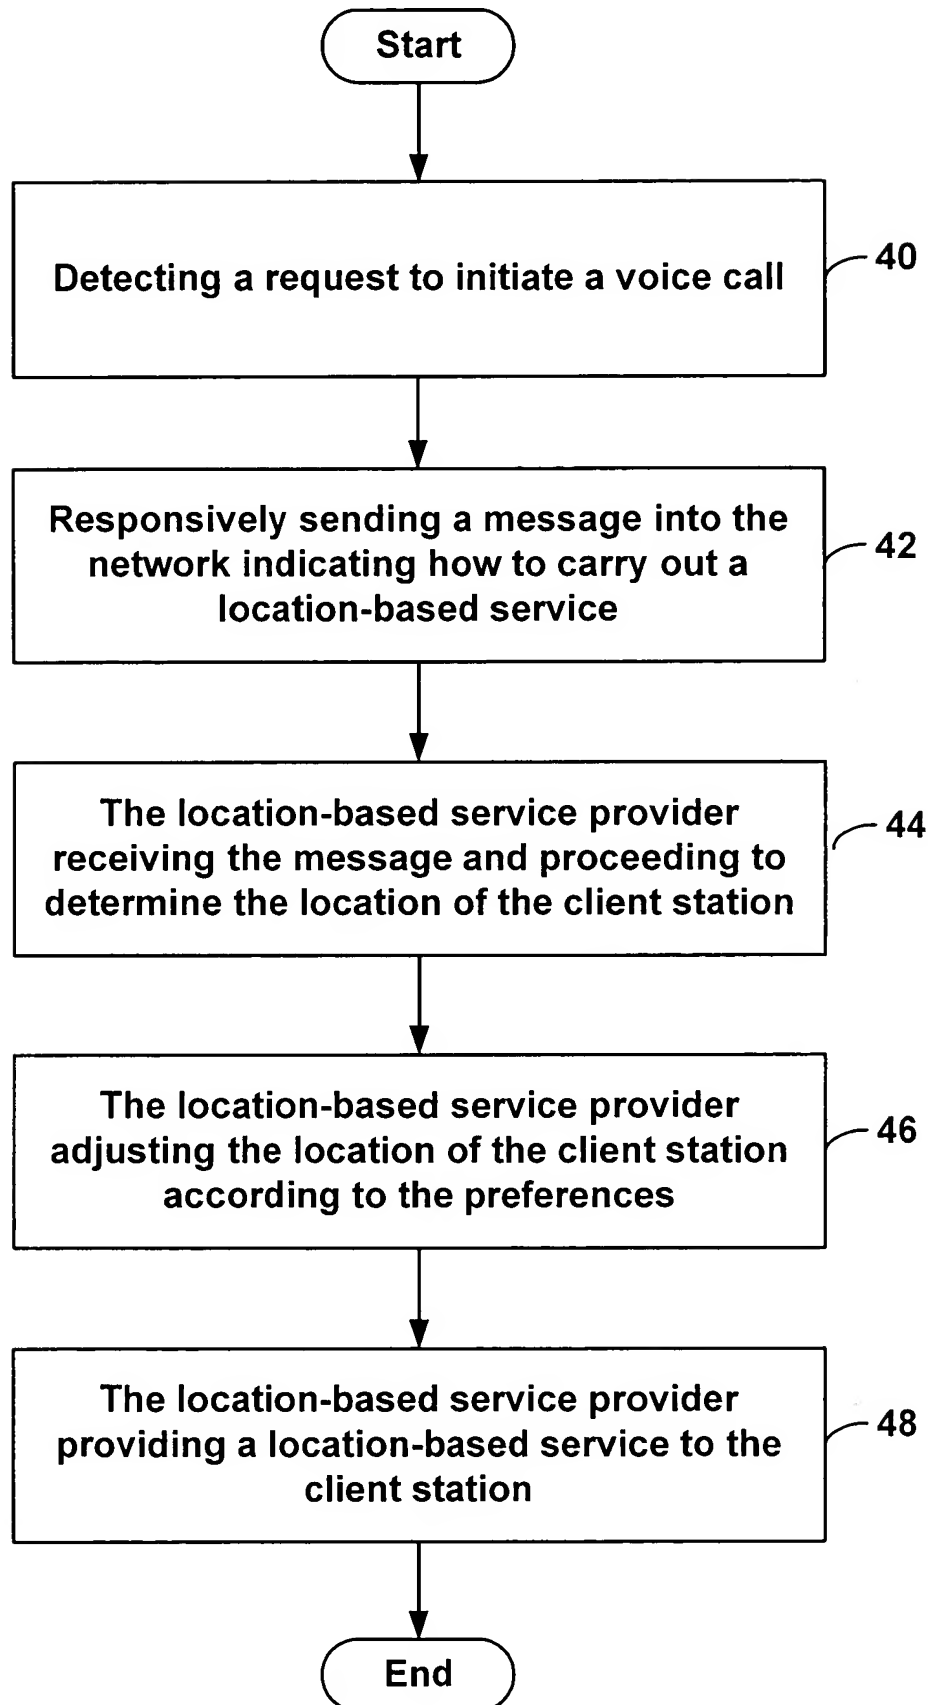 Start
Detecting a request to initiate a voice call
40
Responsively sending a message into the
network indicating how to carry out a
location-based service
42
The location-based service provider
receiving the message and proceeding to
determine the location of the client station
44
The location-based service provider
adjusting the location of the client station
according to the preferences
46
The location-based service provider
providing a location-based service to the
client station
48
End